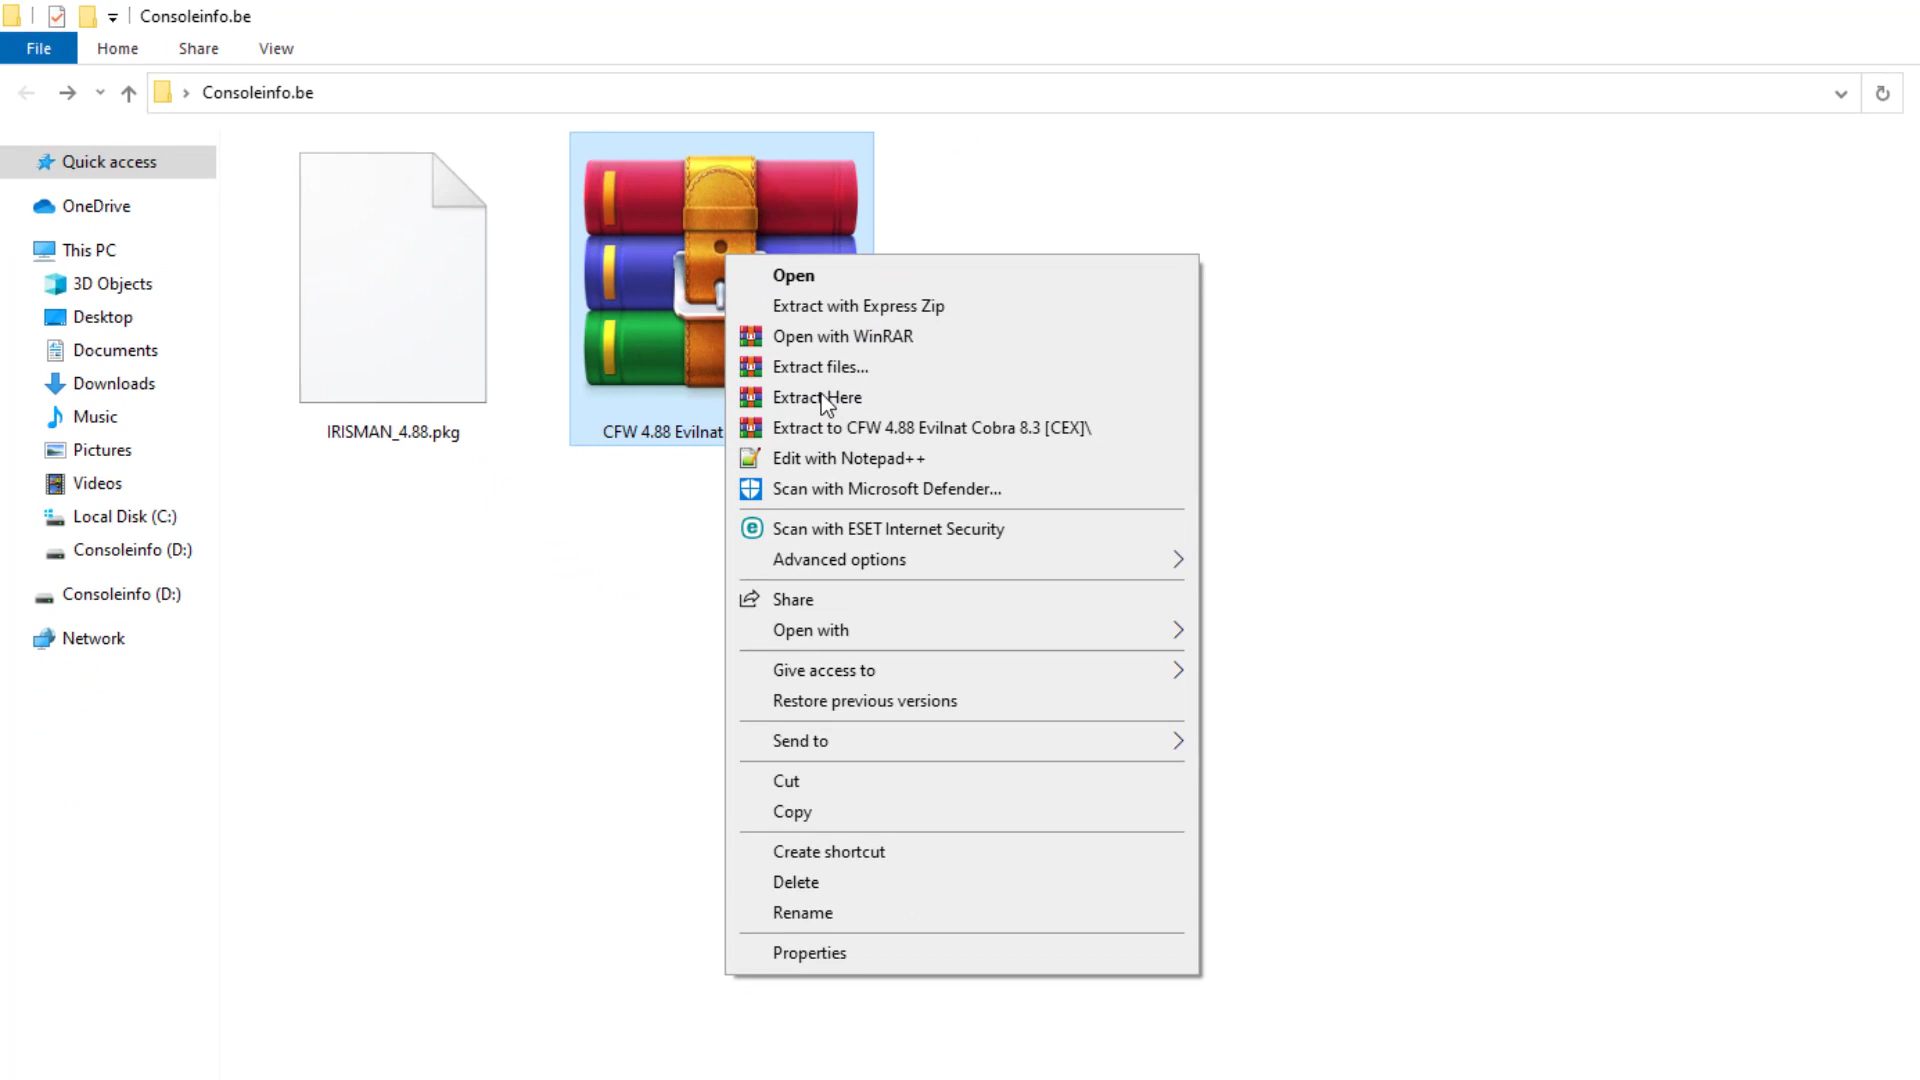 Consoleinfo.be
File
Home
Share
View
Consoleinfo.be
Quick access
OneDrive
This PC
3D Objects
Desktop
Documents
Downloads
Music
Pictures
Videos
Local Disk (C:)
Consoleinfo (D:)
Consoleinfo (D:)
Network
IRISMAN_4.88.pkg
CFW 4.88 Evilnat
Open
Extract with Express Zip
Open with WinRAR
Extract files...
Extract Here
Extract to CFW 4.88 Evilnat Cobra 8.3 [CEX]\
Edit with Notepad++
Scan with Microsoft Defender...
Scan with ESET Internet Security
Advanced options
Share
Open with
Give access to
Restore previous versions
Send to
Cut
Copy
Create shortcut
Delete
Rename
Properties